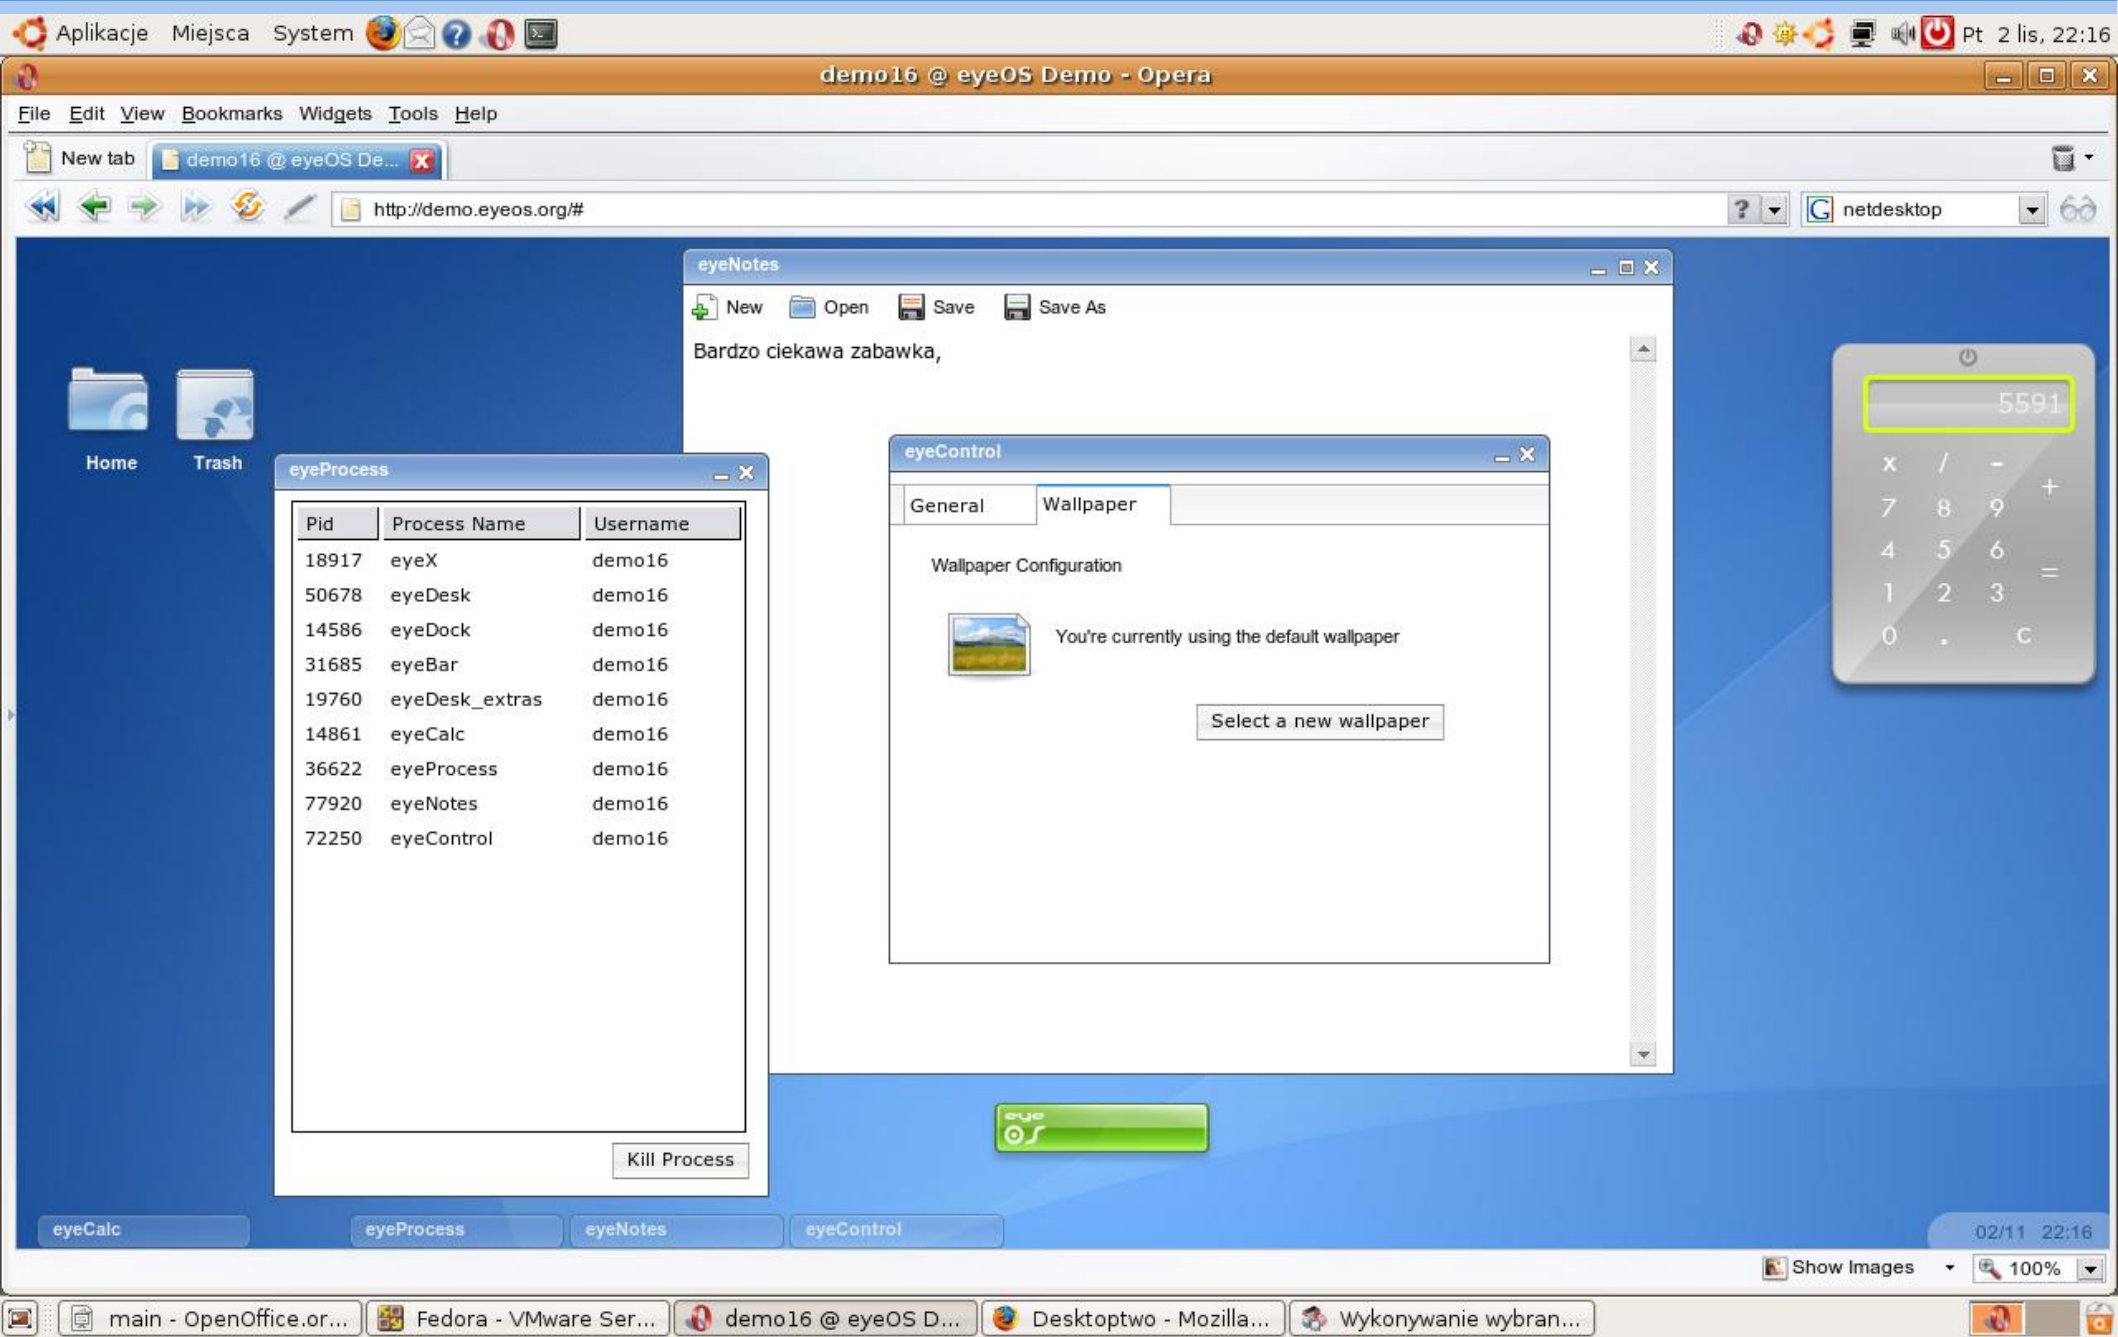 Aplikacje Miejsca System
Pt 2 lis, 22:16
demo16 @ eyeOS Demo - Opera
File Edit View Bookmarks Widgets Tools Help
New tab
demo16 @ eyeOS De...
http://demo.eyeos.org/#
?
netdesktop
eyeNotes
New Open Save Save As
Bardzo ciekawa zabawka,
Home
Trash
eyeProcess
Pid Process Name Username
18917 eyeX demo16
50678 eyeDesk demo16
14586 eyeDock demo16
31685 eyeBar demo16
19760 eyeDesk_extras demo16
14861 eyeCalc demo16
36622 eyeProcess demo16
77920 eyeNotes demo16
72250 eyeControl demo16
Kill Process
eyeControl
General Wallpaper
Wallpaper Configuration
You're currently using the default wallpaper
Select a new wallpaper
5591
x / -
+
7 8 9
4 5 6
=
1 2 3
0 . C
eye
OS
eyeCalc eyeProcess eyeNotes eyeControl
02/11 22:16
Show Images
100%
main - OpenOffice.or...
Fedora - VMware Ser...
demo16 @ eyeOS D...
Desktoptwo - Mozilla...
Wykonywanie wybran...